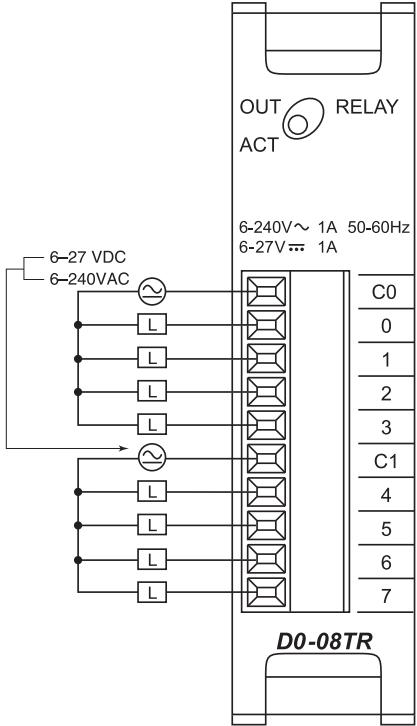 OUT RELAY
ACT
6-240V∼ 1A 50-60Hz
6-27V⎓ 1A
6–27 VDC
6–240VAC
C0
L 0
L 1
L 2
L 3
C1
L 4
L 5
L 6
L 7
D0-08TR